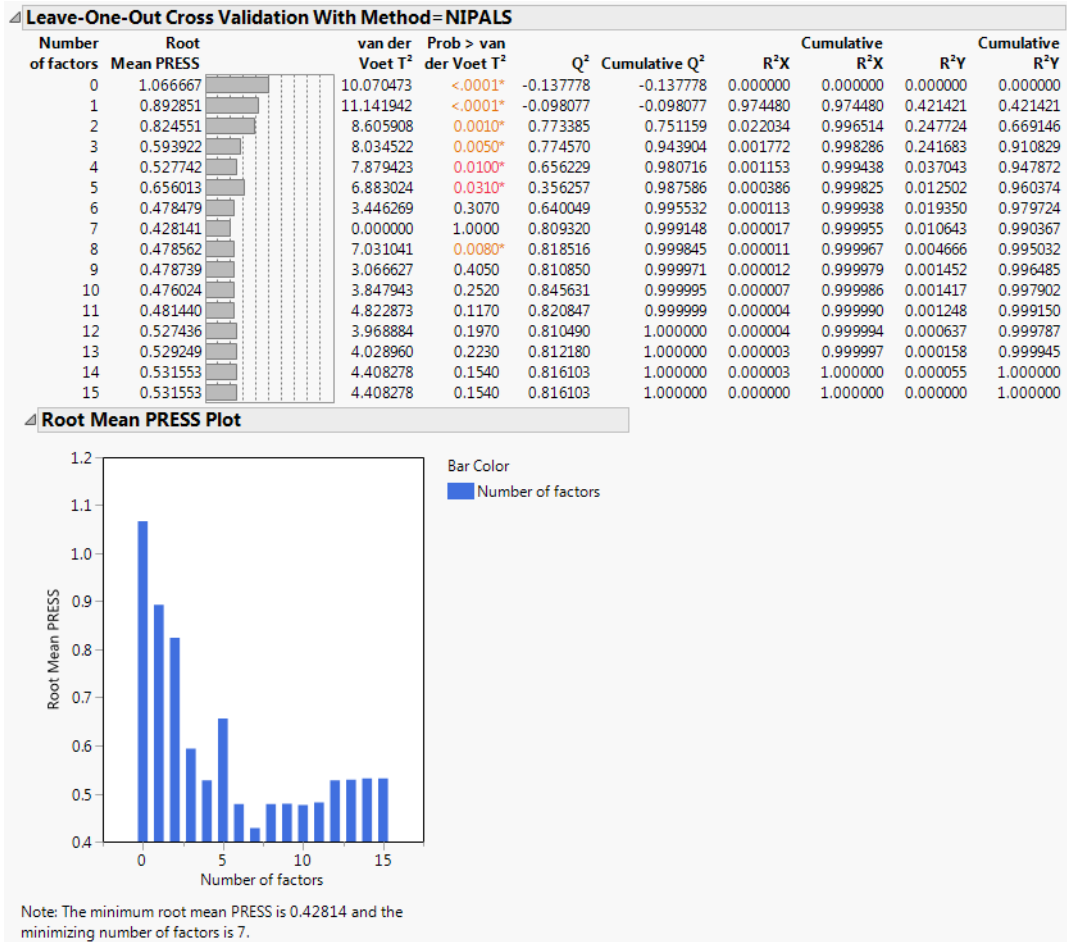 Leave-One-Out Cross Validation With Method=NIPALS
Number Root van der Prob > van Cumulative Cumulative
of factors Mean PRESS Voet T² der Voet T² Q² Cumulative Q² R²X R²X R²Y R²Y
0 1.066667 10.070473 <.0001* -0.137778 -0.137778 0.000000 0.000000 0.000000 0.000000
1 0.892851 11.141942 <.0001* -0.098077 -0.098077 0.974480 0.974480 0.421421 0.421421
2 0.824551 8.605908 0.0010* 0.773385 0.751159 0.022034 0.996514 0.247724 0.669146
3 0.593922 8.034522 0.0050* 0.774570 0.943904 0.001772 0.998286 0.241683 0.910829
4 0.527742 7.879423 0.0100* 0.656229 0.980716 0.001153 0.999438 0.037043 0.947872
5 0.656013 6.883024 0.0310* 0.356257 0.987586 0.000386 0.999825 0.012502 0.960374
6 0.478479 3.446269 0.3070 0.640049 0.995532 0.000113 0.999938 0.019350 0.979724
7 0.428141 0.000000 1.0000 0.809320 0.999148 0.000017 0.999955 0.010643 0.990367
8 0.478562 7.031041 0.0080* 0.818516 0.999845 0.000011 0.999967 0.004666 0.995032
9 0.478739 3.066627 0.4050 0.810850 0.999971 0.000012 0.999979 0.001452 0.996485
10 0.476024 3.847943 0.2520 0.845631 0.999995 0.000007 0.999986 0.001417 0.997902
11 0.481440 4.822873 0.1170 0.820847 0.999999 0.000004 0.999990 0.001248 0.999150
12 0.527436 3.968884 0.1970 0.810490 1.000000 0.000004 0.999994 0.000637 0.999787
13 0.529249 4.028960 0.2230 0.812180 1.000000 0.000003 0.999997 0.000158 0.999945
14 0.531553 4.408278 0.1540 0.816103 1.000000 0.000003 1.000000 0.000055 1.000000
15 0.531553 4.408278 0.1540 0.816103 1.000000 0.000000 1.000000 0.000000 1.000000
Root Mean PRESS Plot
1.2
1.1
1.0
0.9
0.8
0.7
0.6
0.5
0.4
Root Mean PRESS
0 5 10 15
Number of factors
Bar Color
Number of factors
Note: The minimum root mean PRESS is 0.42814 and the
minimizing number of factors is 7.